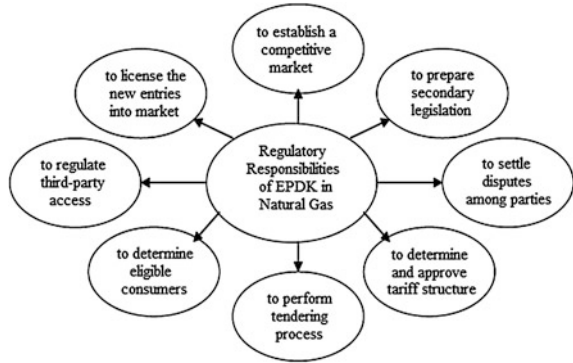 to establish a
competitive
market
to license the
new entries
into market
to prepare
secondary
legislation
Regulatory
Responsibilities
of EPDK in
Natural Gas
to regulate
third-party
access
to settle
disputes
among parties
to determine
eligible
consumers
to determine
and approve
tariff structure
to perform
tendering
process